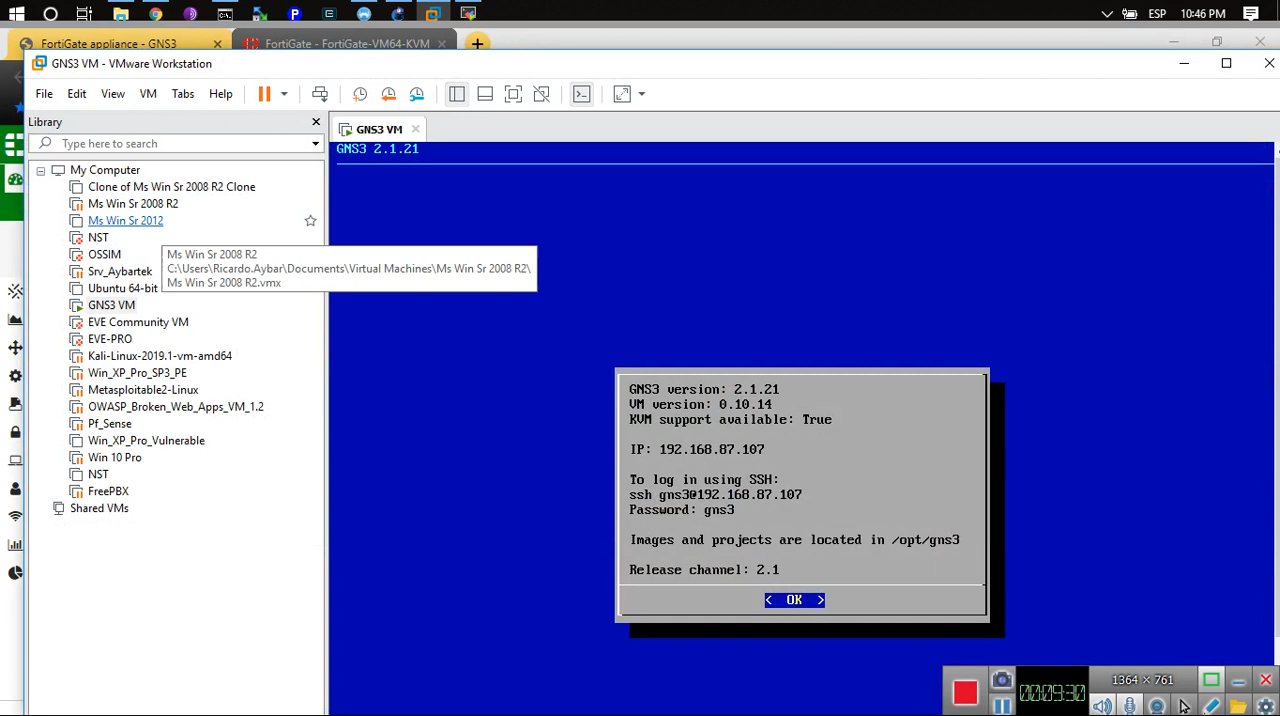 ESP
10:46 PM
FortiGate appliance - GNS3
FortiGate - FortiGate-VM64-KVM
GNS3 VM - VMware Workstation
File Edit View VM Tabs Help
Library
Type here to search
GNS3 VM
GNS3 2.1.21
My Computer
Clone of Ms Win Sr 2008 R2 Clone
Ms Win Sr 2008 R2
Ms Win Sr 2012
NST
OSSIM
Srv_Aybartek
Ubuntu 64-bit
GNS3 VM
EVE Community VM
EVE-PRO
Kali-Linux-2019.1-vm-amd64
Win_XP_Pro_SP3_PE
Metasploitable2-Linux
OWASP_Broken_Web_Apps_VM_1.2
Pf_Sense
Win_XP_Pro_Vulnerable
Win 10 Pro
NST
FreePBX
Shared VMs
Ms Win Sr 2008 R2
C:\Users\Ricardo.Aybar\Documents\Virtual Machines\Ms Win Sr 2008 R2\
Ms Win Sr 2008 R2.vmx
GNS3 version: 2.1.21
VM version: 0.10.14
KVM support available: True
IP: 192.168.87.107
To log in using SSH:
ssh gns3@192.168.87.107
Password: gns3
Images and projects are located in /opt/gns3
Release channel: 2.1
< OK >
00:09:30
1364 × 761